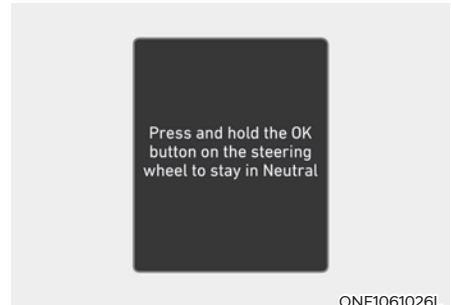 Press and hold the OK
button on the steering
wheel to stay in Neutral
ONE1061026L